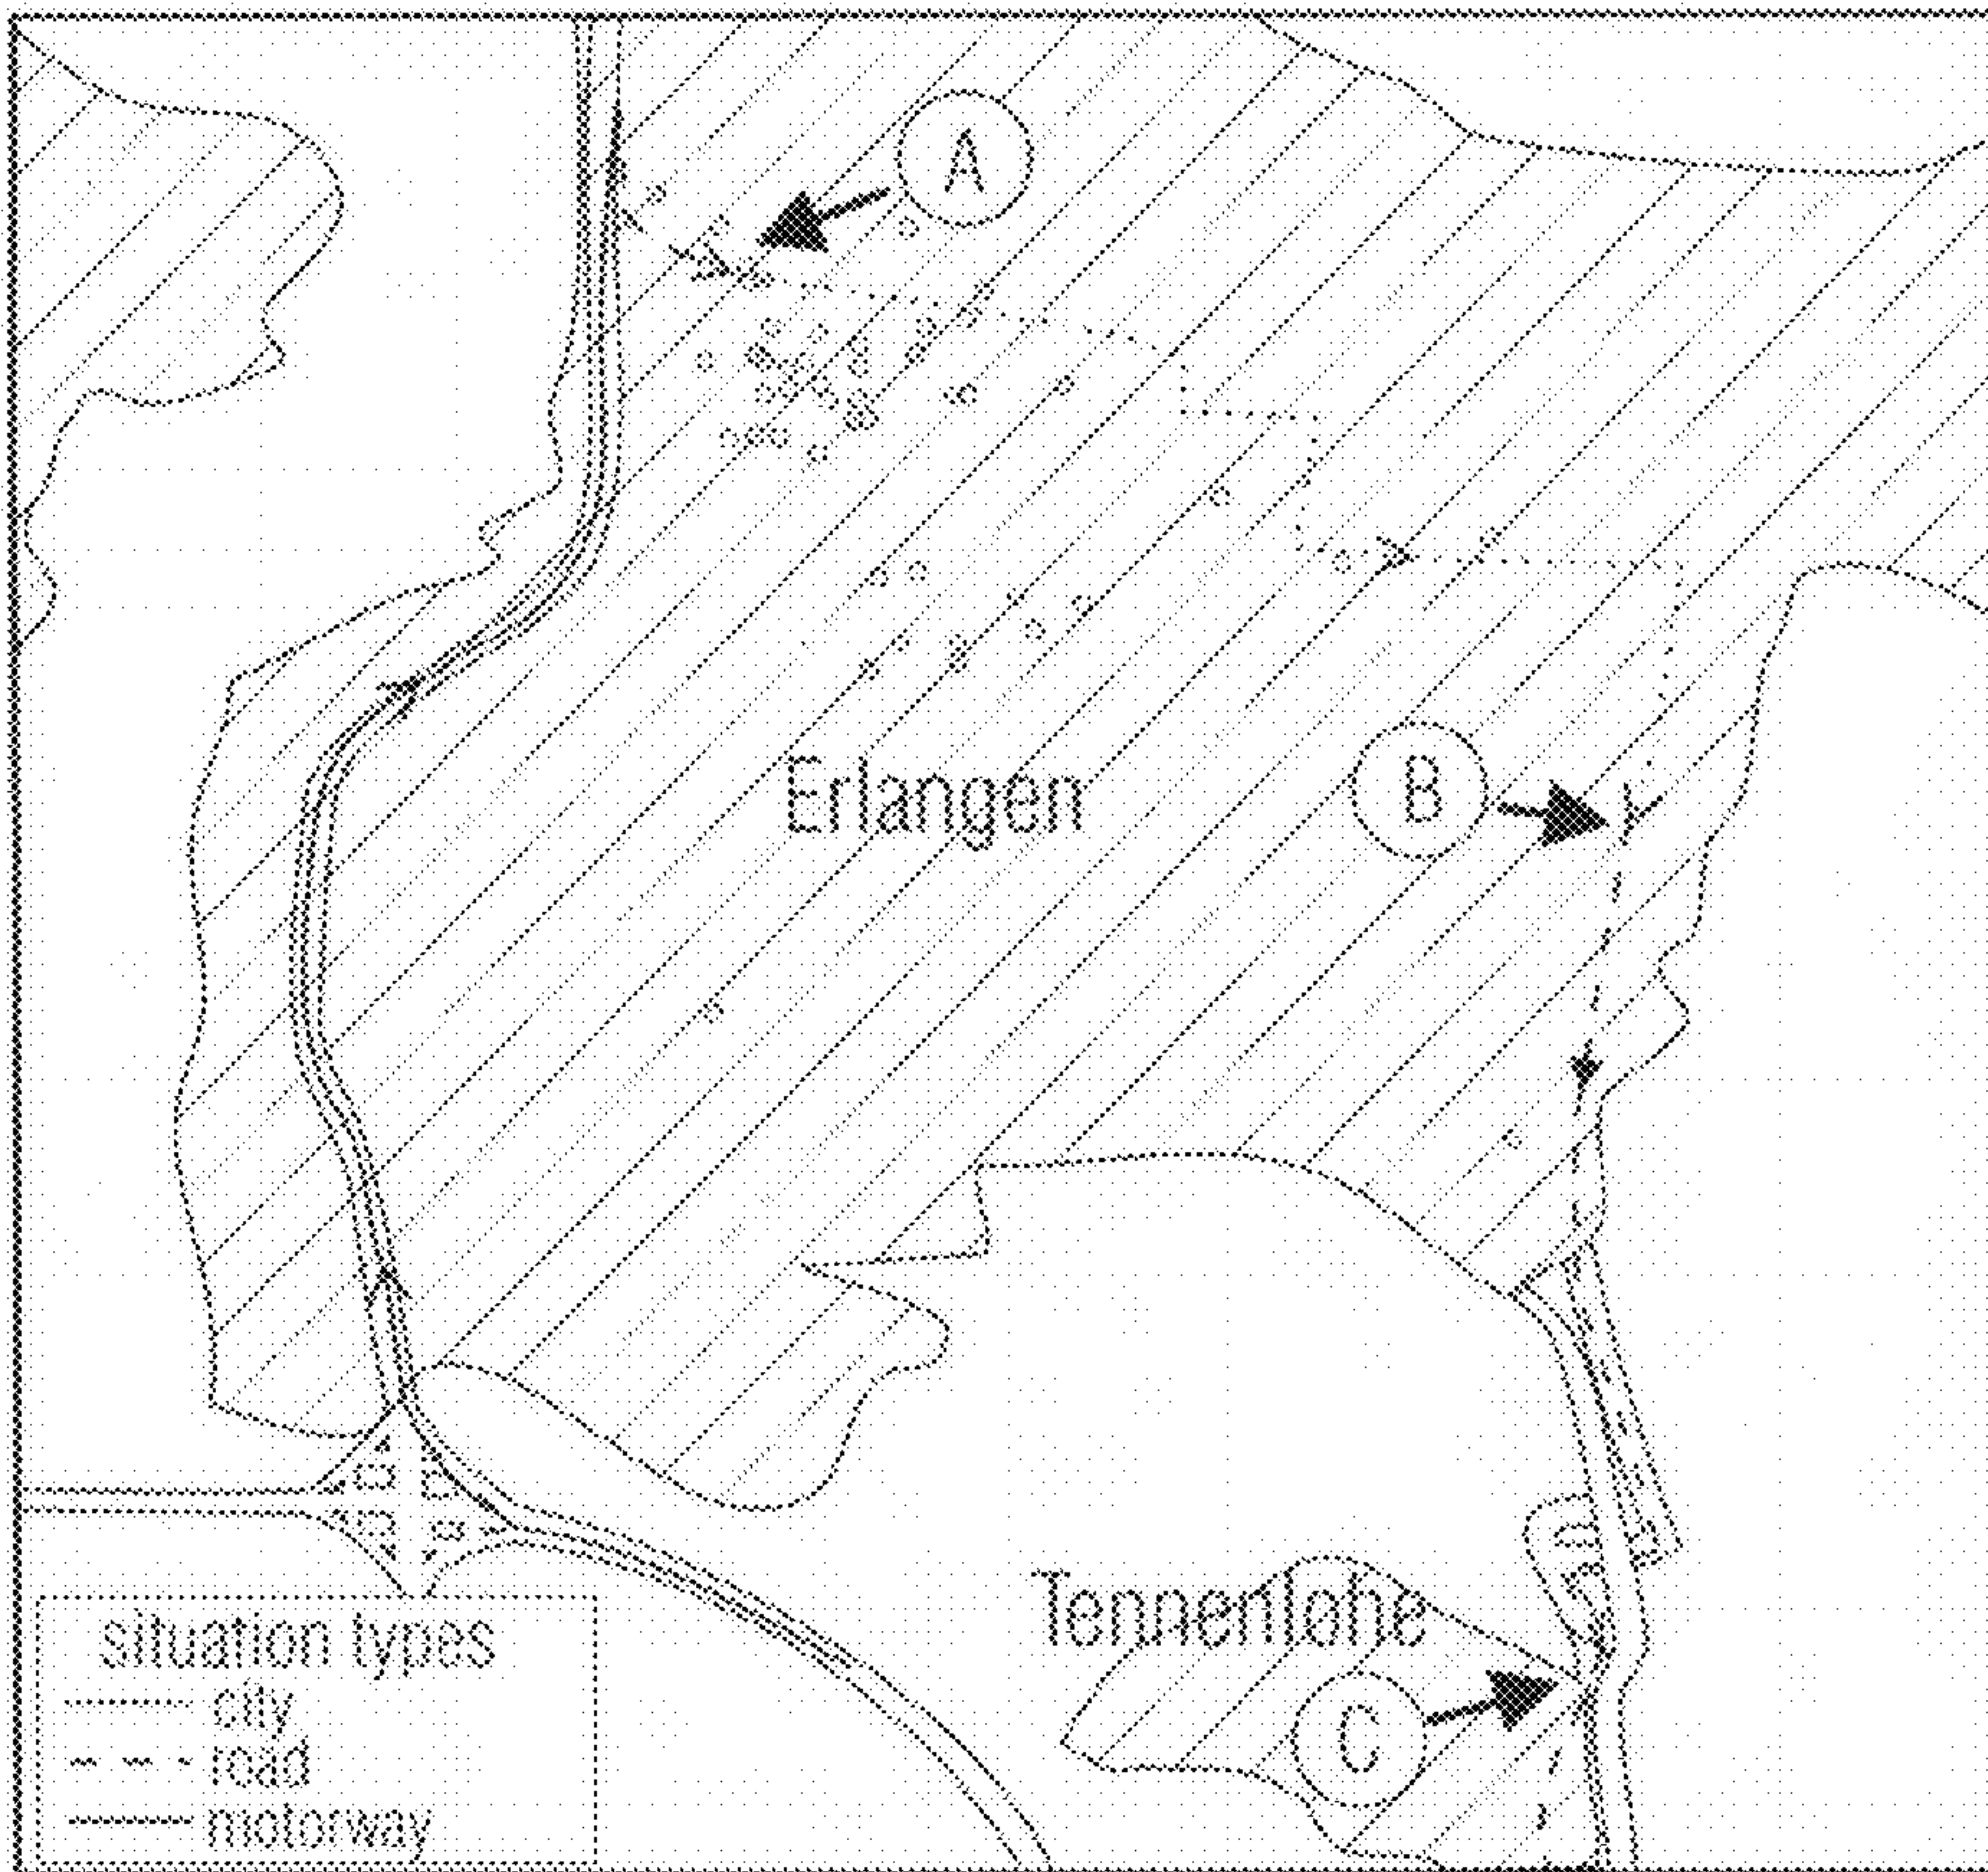 A
Erlangen
B
Tennenlohe
C
situation types
city
road
motorway